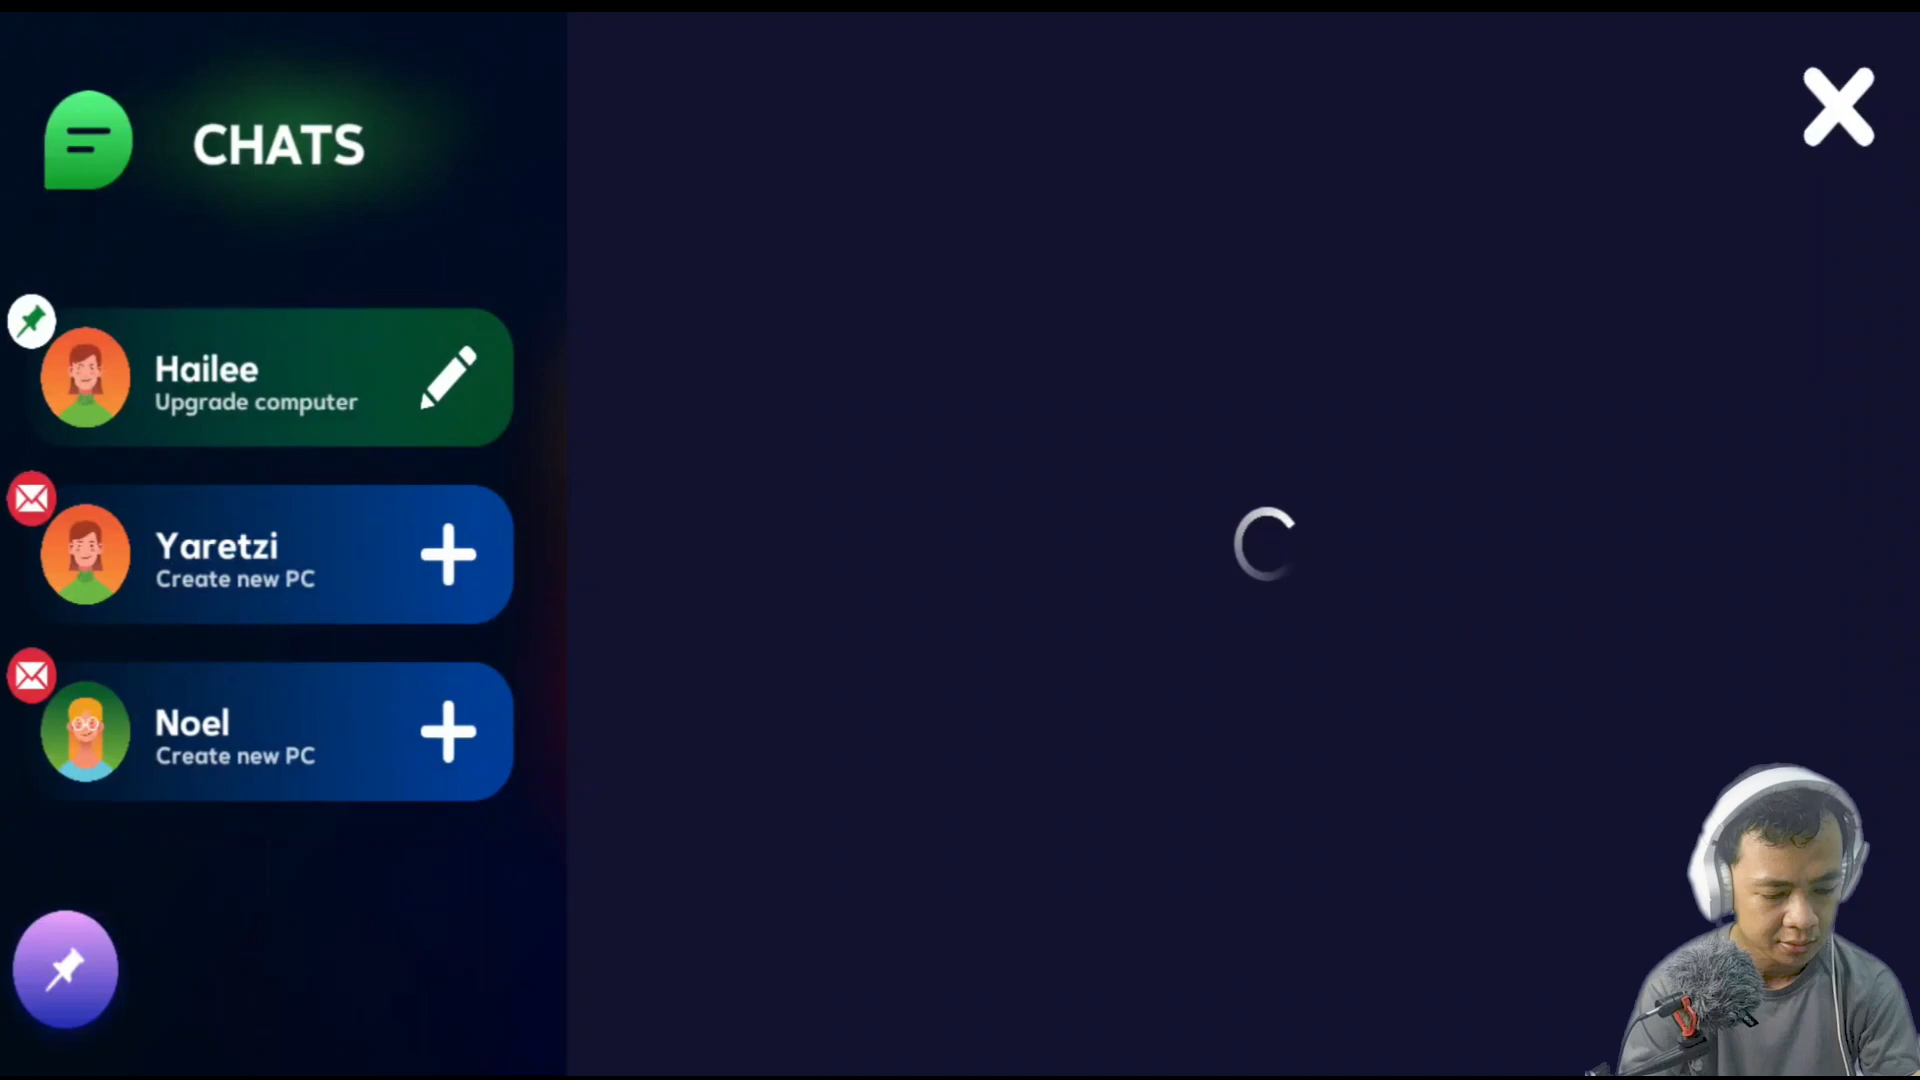 CHATS
Hailee
Upgrade computer
Yaretzi
Create new PC
Noel
Create new PC